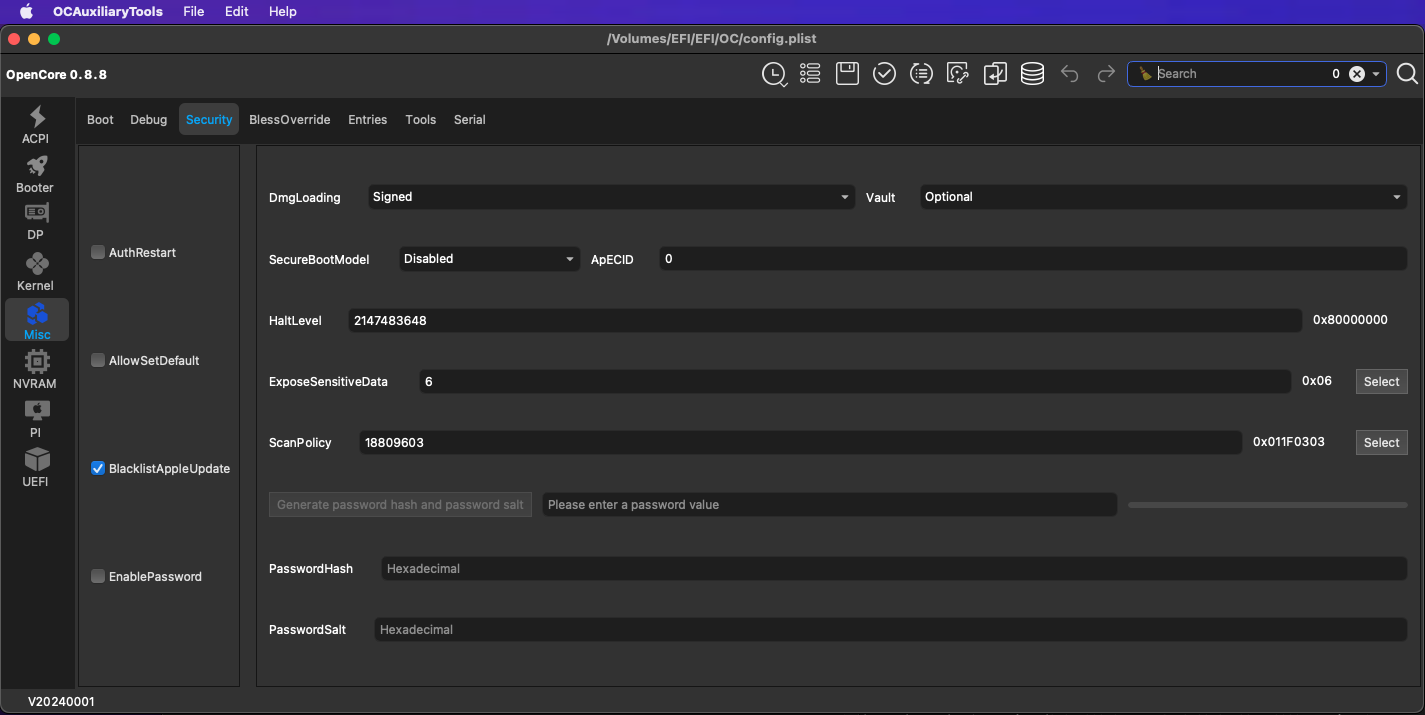 OCAuxiliaryTools File Edit Help
/Volumes/EFI/EFI/OC/config.plist
OpenCore 0.8.8
Search 0
ACPI
Booter
DP
Kernel
Misc
NVRAM
PI
UEFI
Boot Debug Security BlessOverride Entries Tools Serial
AuthRestart
AllowSetDefault
BlacklistAppleUpdate
EnablePassword
DmgLoading Signed Vault Optional
SecureBootModel Disabled ApECID 0
HaltLevel 2147483648 0x80000000
ExposeSensitiveData 6 0x06 Select
ScanPolicy 18809603 0x011F0303 Select
Generate password hash and password salt Please enter a password value
PasswordHash Hexadecimal
PasswordSalt Hexadecimal
V20240001